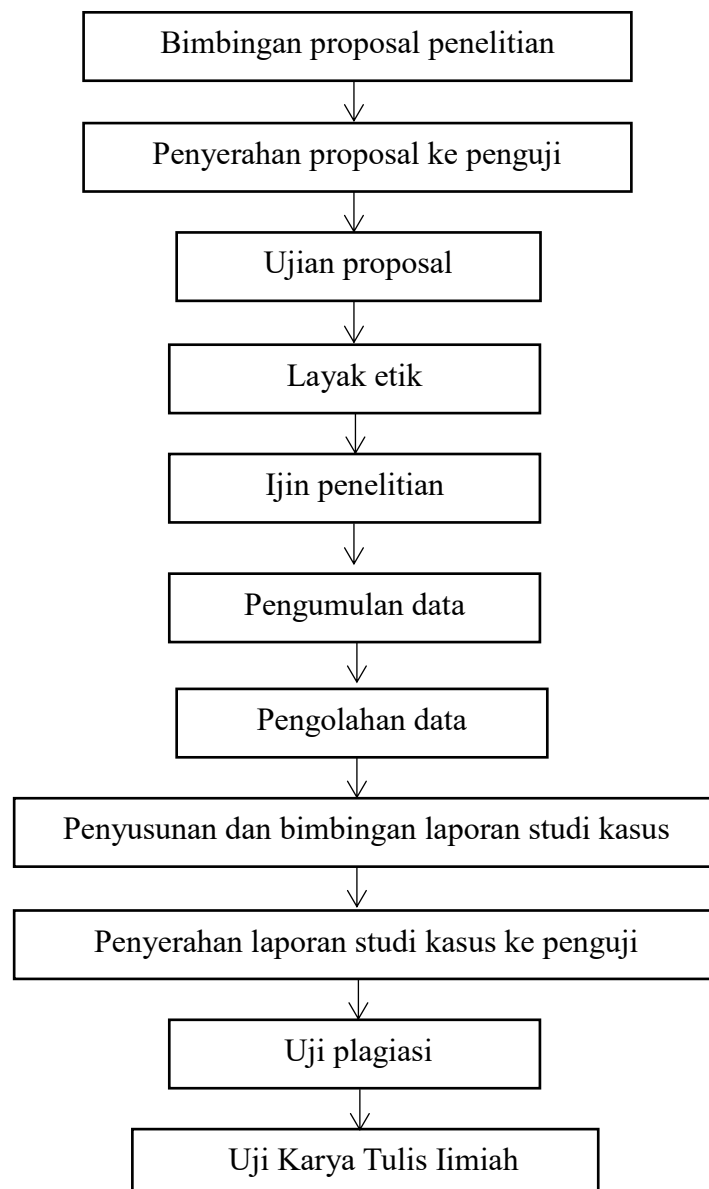 Bimbingan proposal penelitian
Penyerahan proposal ke penguji
Ujian proposal
Layak etik
Ijin penelitian
Pengumulan data
Pengolahan data
Penyusunan dan bimbingan laporan studi kasus
Penyerahan laporan studi kasus ke penguji
Uji plagiasi
Uji Karya Tulis Iimiah